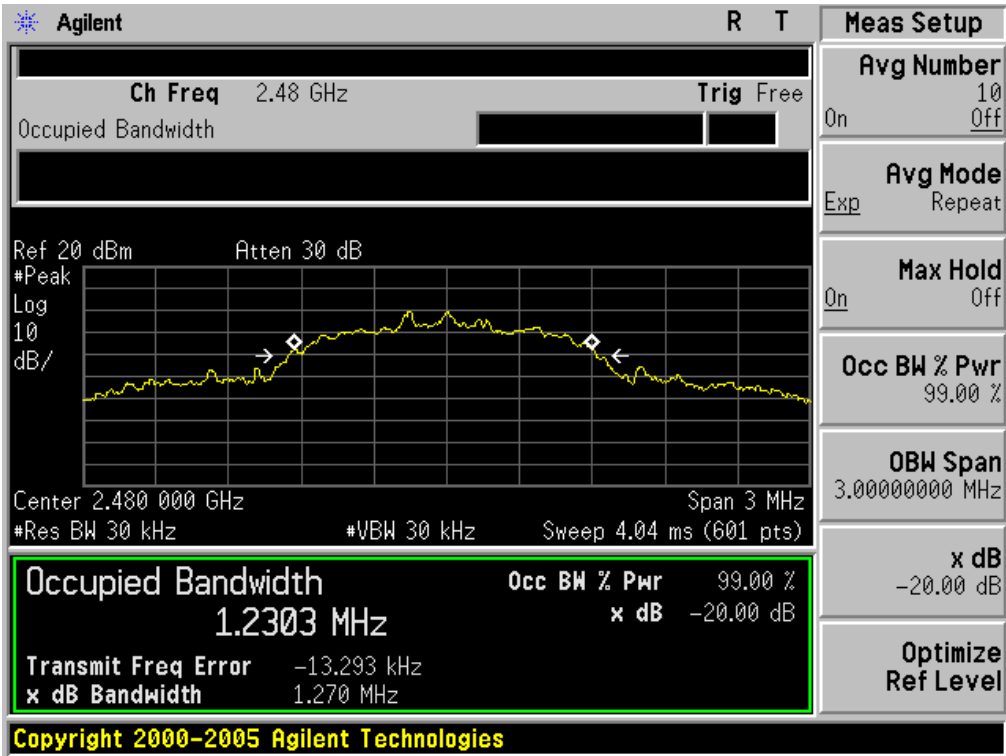 Agilent R T
Ch Freq 2.48 GHz Trig Free
Occupied Bandwidth
Ref 20 dBm Atten 30 dB
#Peak
Log
10
dB/
Center 2.480 000 GHz Span 3 MHz
#Res BW 30 kHz #VBW 30 kHz Sweep 4.04 ms (601 pts)
Occupied Bandwidth Occ BW % Pwr 99.00 %
1.2303 MHz x dB -20.00 dB
Transmit Freq Error -13.293 kHz
x dB Bandwidth 1.270 MHz
Copyright 2000-2005 Agilent Technologies
Meas Setup
Avg Number
10
On Off
Avg Mode
Exp Repeat
Max Hold
On Off
Occ BW % Pwr
99.00 %
OBW Span
3.00000000 MHz
x dB
-20.00 dB
Optimize
Ref Level